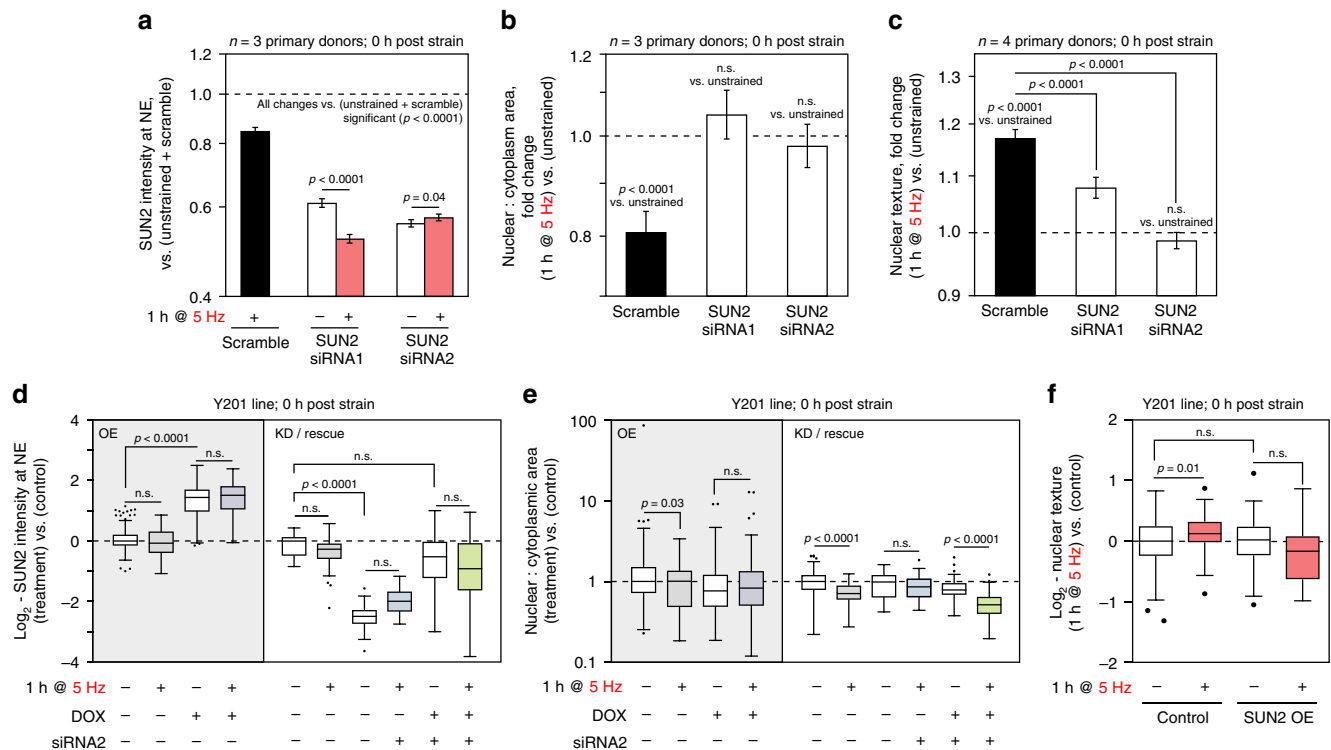 a
n = 3 primary donors; 0 h post strain
SUN2 intensity at NE,
vs. (unstrained + scramble)
1.2
1.0
0.8
0.6
0.4
All changes vs. (unstrained + scramble)
significant (p < 0.0001)
p < 0.0001
p = 0.04
1 h @ 5 Hz
+ − + − +
Scramble
SUN2
siRNA1
SUN2
siRNA2
b
n = 3 primary donors; 0 h post strain
Nuclear : cytoplasm area,
fold change
(1 h @ 5 Hz) vs. (unstrained)
1.2
1.0
0.8
p < 0.0001
vs. unstrained
n.s.
vs. unstrained
n.s.
vs. unstrained
Scramble
SUN2
siRNA1
SUN2
siRNA2
c
n = 4 primary donors; 0 h post strain
Nuclear texture, fold change
(1 h @ 5 Hz) vs. (unstrained)
1.3
1.2
1.1
1.0
0.9
p < 0.0001
p < 0.0001
p < 0.0001
vs. unstrained
n.s.
vs. unstrained
Scramble
SUN2
siRNA1
SUN2
siRNA2
d
Y201 line; 0 h post strain
Log2 - SUN2 intensity at NE
(treatment) vs. (control)
4
2
0
−2
−4
OE
p < 0.0001
n.s.
n.s.
KD / rescue
n.s.
p < 0.0001
n.s.
n.s.
n.s.
1 h @ 5 Hz
− + − + − + − + − +
DOX
− − + + − − − − + +
siRNA2
− − − − − − + + + +
e
Y201 line; 0 h post strain
Nuclear : cytoplasmic area
(treatment) vs. (control)
100
10
1
0.1
OE
p = 0.03
n.s.
KD / rescue
p < 0.0001
n.s.
p < 0.0001
1 h @ 5 Hz
− + − + − + − + − +
DOX
− − + + − − − − + +
siRNA2
− − − − − − − + + +
f
Y201 line; 0 h post strain
Log2 - nuclear texture
(1 h @ 5 Hz) vs. (control)
2
1
0
−1
−2
n.s.
p = 0.01
n.s.
1 h @ 5 Hz
− + − +
Control
SUN2 OE